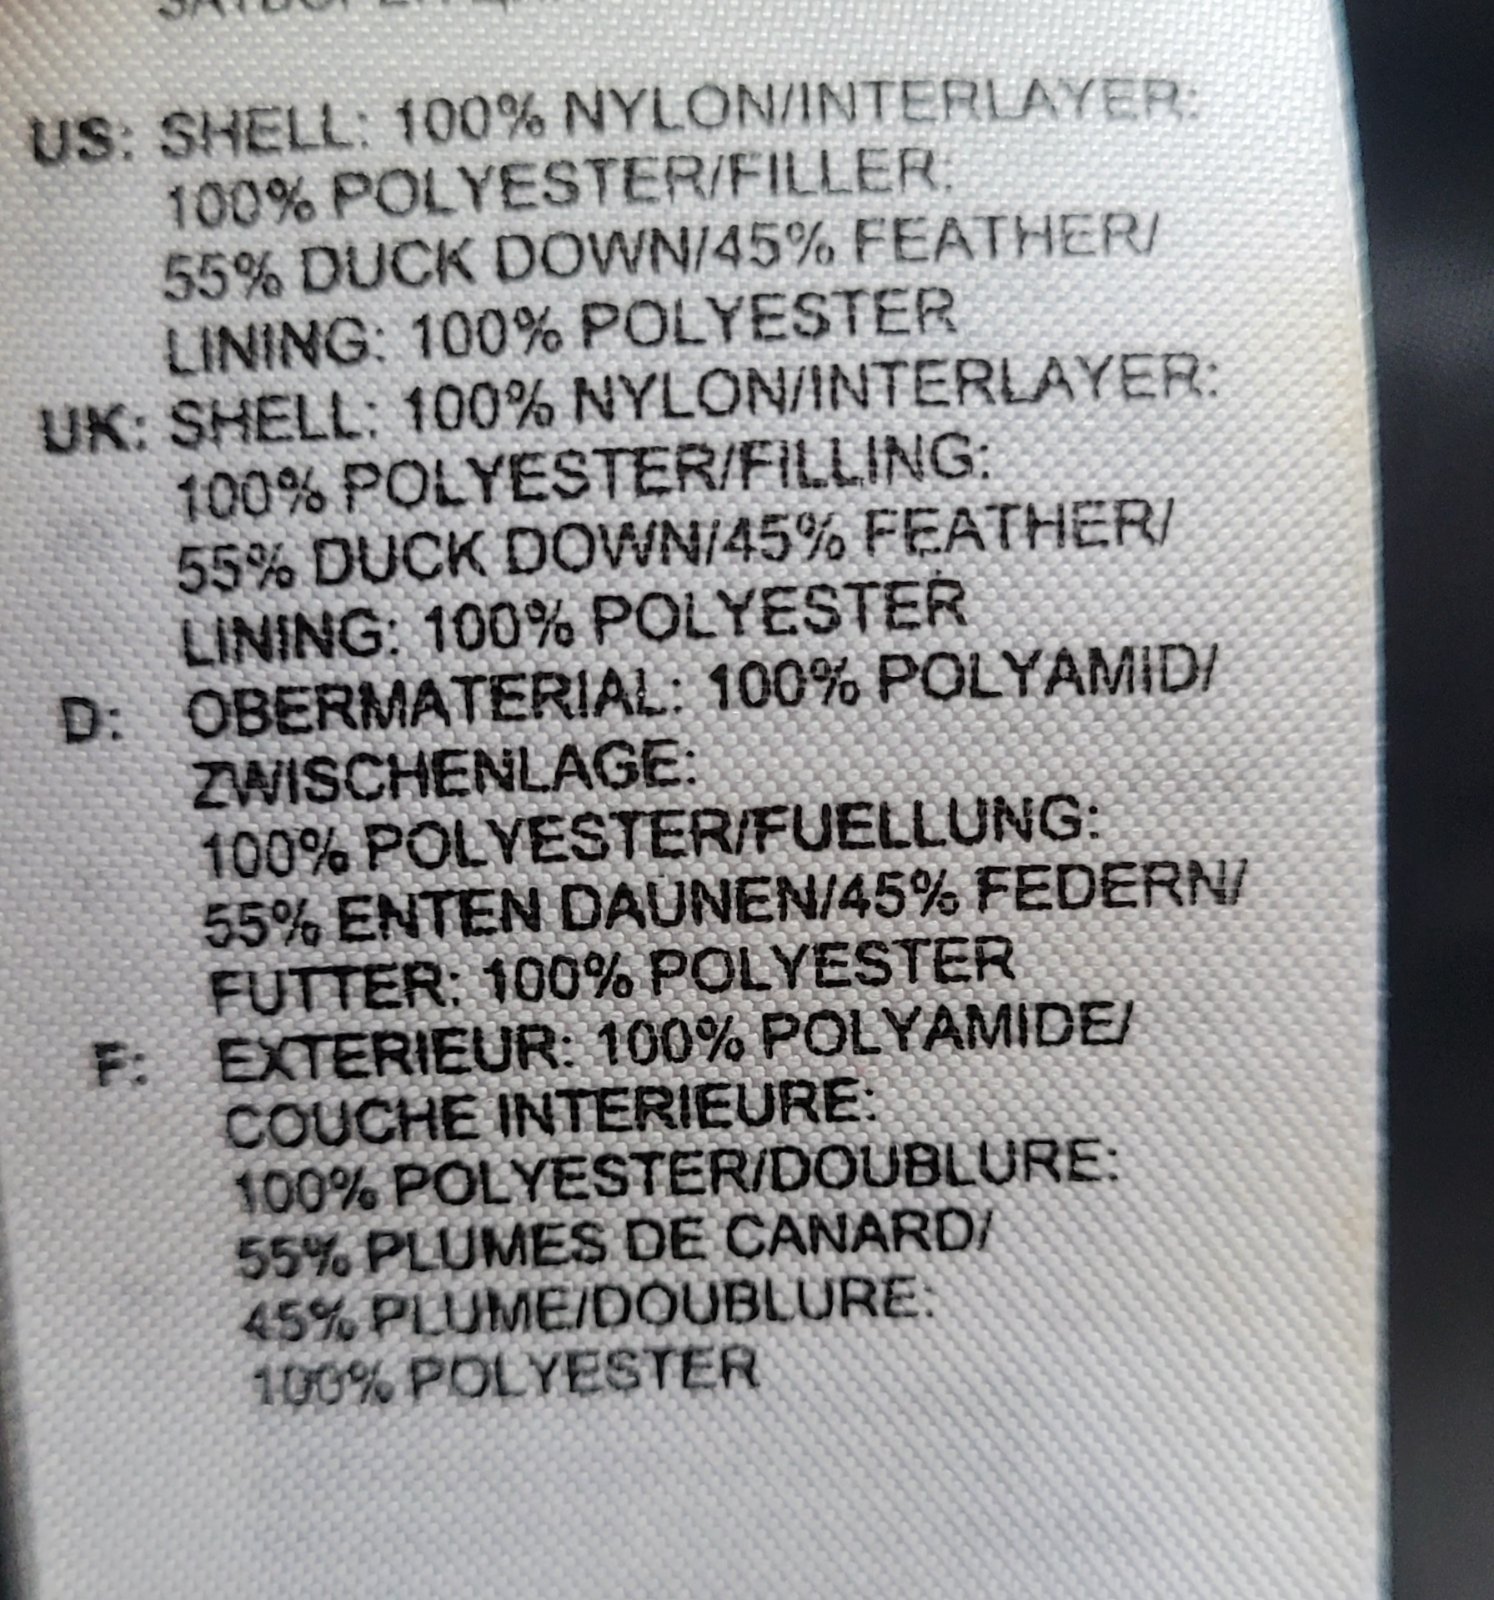 US: SHELL: 100% NYLON/INTERLAYER:
100% POLYESTER/FILLER:
55% DUCK DOWN/45% FEATHER/
LINING: 100% POLYESTER
UK: SHELL: 100% NYLON/INTERLAYER:
100% POLYESTER/FILLING:
55% DUCK DOWN/45% FEATHER/
LINING: 100% POLYESTER
D: OBERMATERIAL: 100% POLYAMID/
ZWISCHENLAGE:
100% POLYESTER/FUELLUNG:
55% ENTEN DAUNEN/45% FEDERN/
FUTTER: 100% POLYESTER
F: EXTERIEUR: 100% POLYAMIDE/
COUCHE INTERIEURE:
100% POLYESTER/DOUBLURE:
55% PLUMES DE CANARD/
45% PLUME/DOUBLURE:
100% POLYESTER